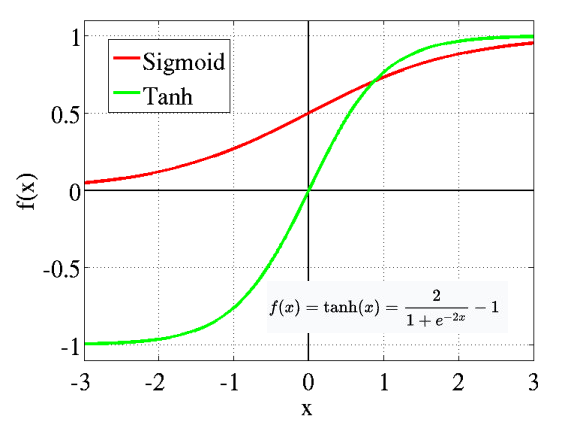 1
Sigmoid
Tanh
0.5
f(x)
0
-0.5
f(x) = tanh(x) = 2 / (1 + e^{-2x}) − 1
-1
-3 -2 -1 0 1 2 3
x